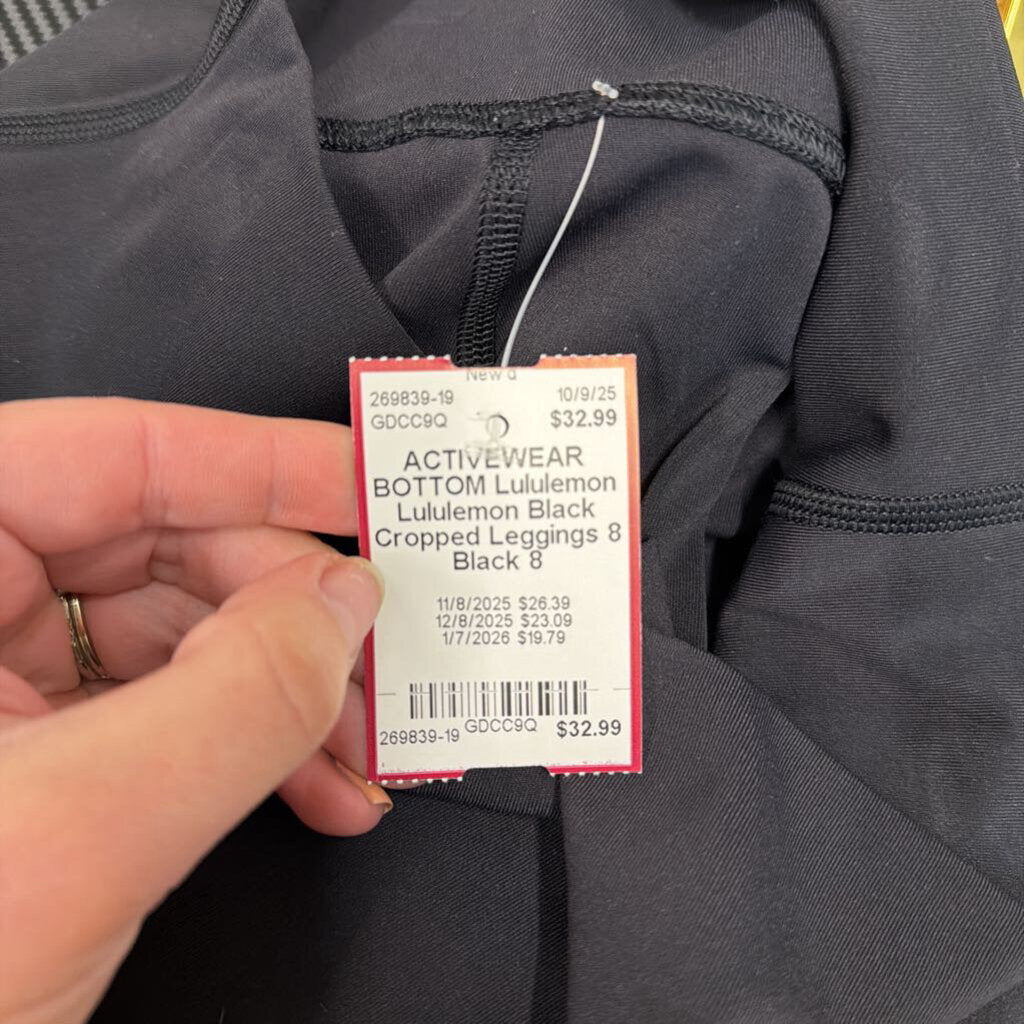 New
269839-19 10/9/25
GDCC9Q $32.99
ACTIVEWEAR
BOTTOM Lululemon
Lululemon Black
Cropped Leggings 8
Black 8
11/8/2025 $26.39
12/8/2025 $23.09
1/7/2026 $19.79
269839-19 GDCC9Q $32.99